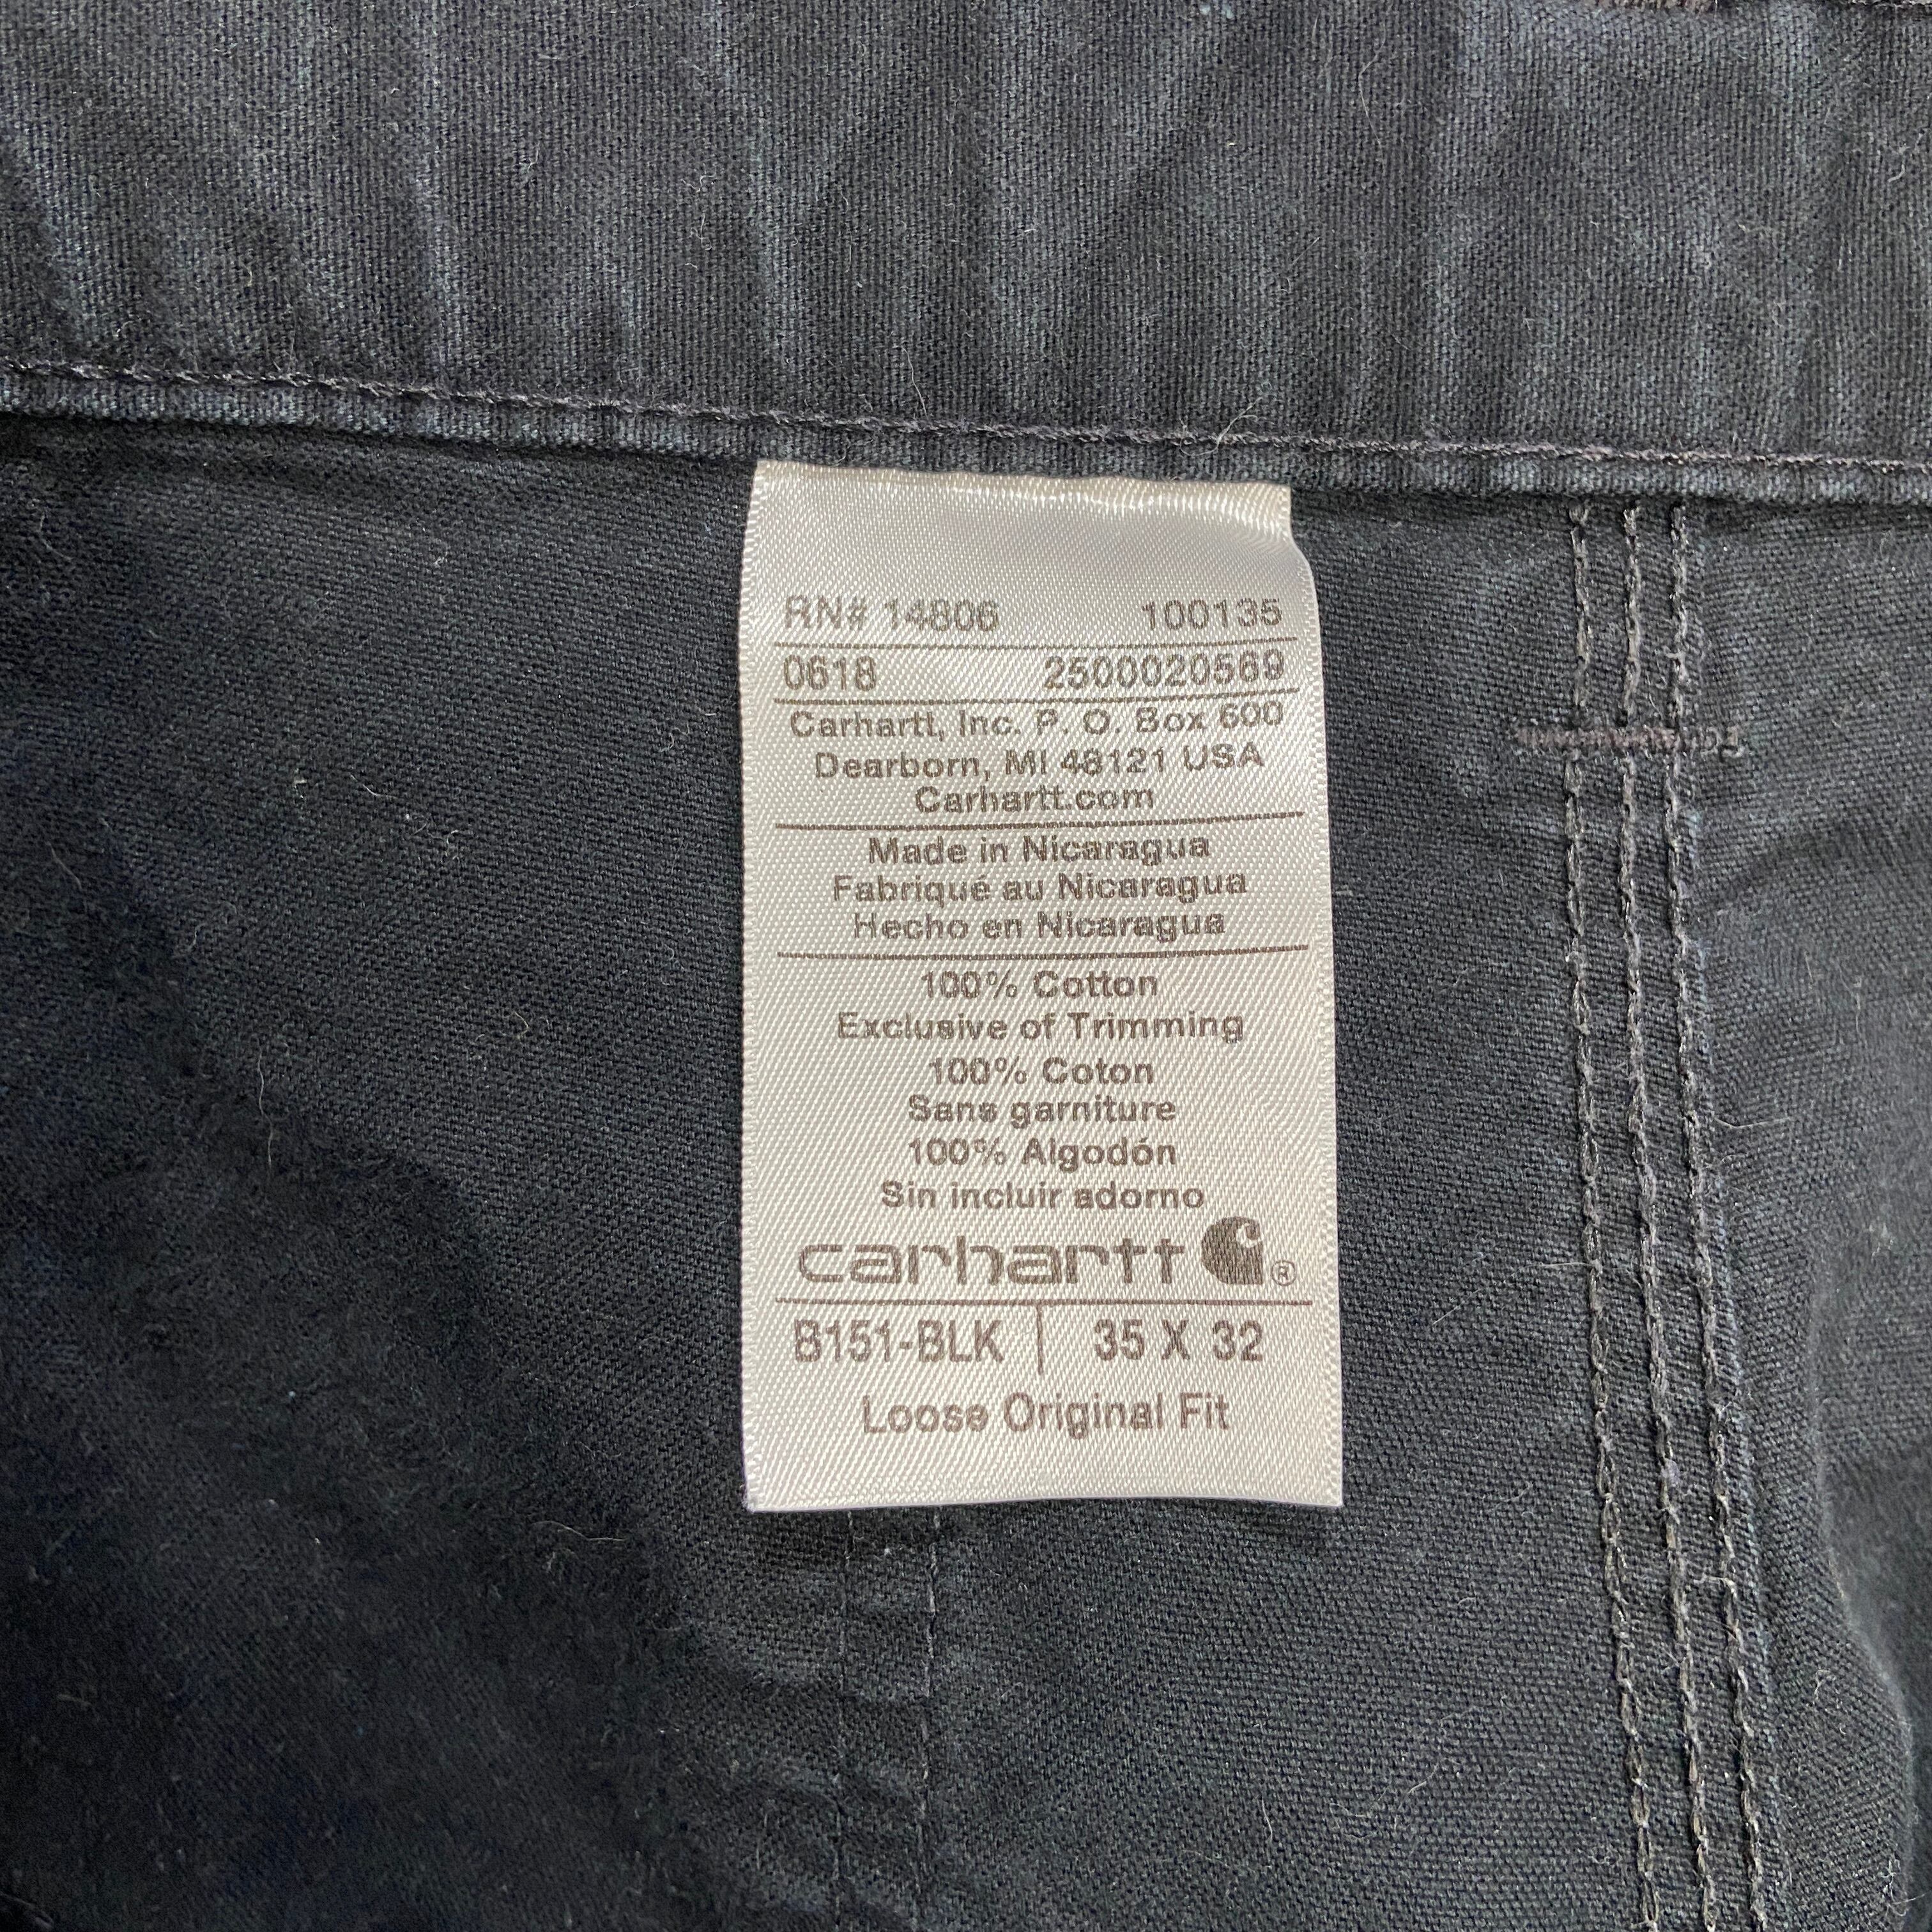 RN# 14806 100135
0618 2500020569
Carhartt, Inc. P. O. Box 600
Dearborn, MI 48121 USA
Carhartt.com
Made in Nicaragua
Fabriqué au Nicaragua
Hecho en Nicaragua
100% Cotton
Exclusive of Trimming
100% Coton
Sans garniture
100% Algodón
Sin incluir adorno
carhartt ®
B151-BLK | 35 X 32
Loose Original Fit